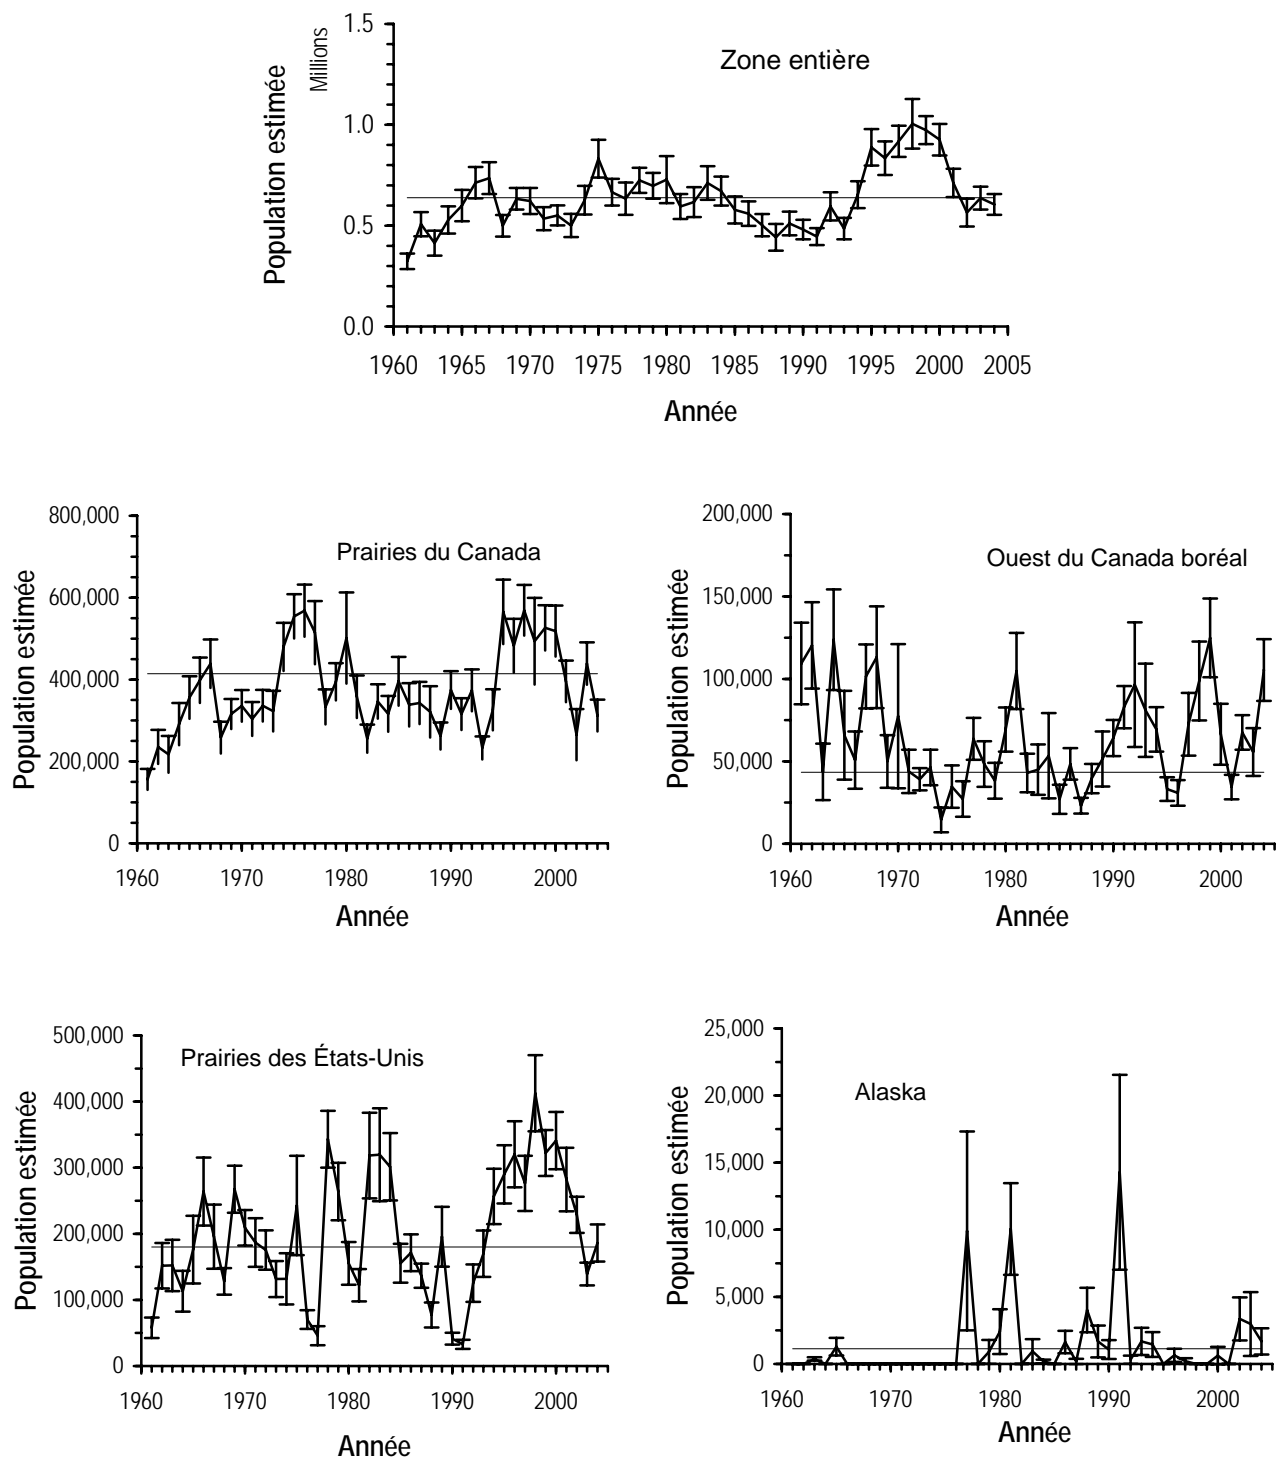 Zone entière
Population estimée
Millions
1.5
1.0
0.5
0.0
1960 1965 1970 1975 1980 1985 1990 1995 2000 2005
Année
Prairies du Canada
Population estimée
800,000
600,000
400,000
200,000
0
1960 1970 1980 1990 2000
Année
Ouest du Canada boréal
Population estimée
200,000
150,000
100,000
50,000
0
1960 1970 1980 1990 2000
Année
Prairies des États-Unis
Population estimée
500,000
400,000
300,000
200,000
100,000
0
1960 1970 1980 1990 2000
Année
Alaska
Population estimée
25,000
20,000
15,000
10,000
5,000
0
1960 1970 1980 1990 2000
Année